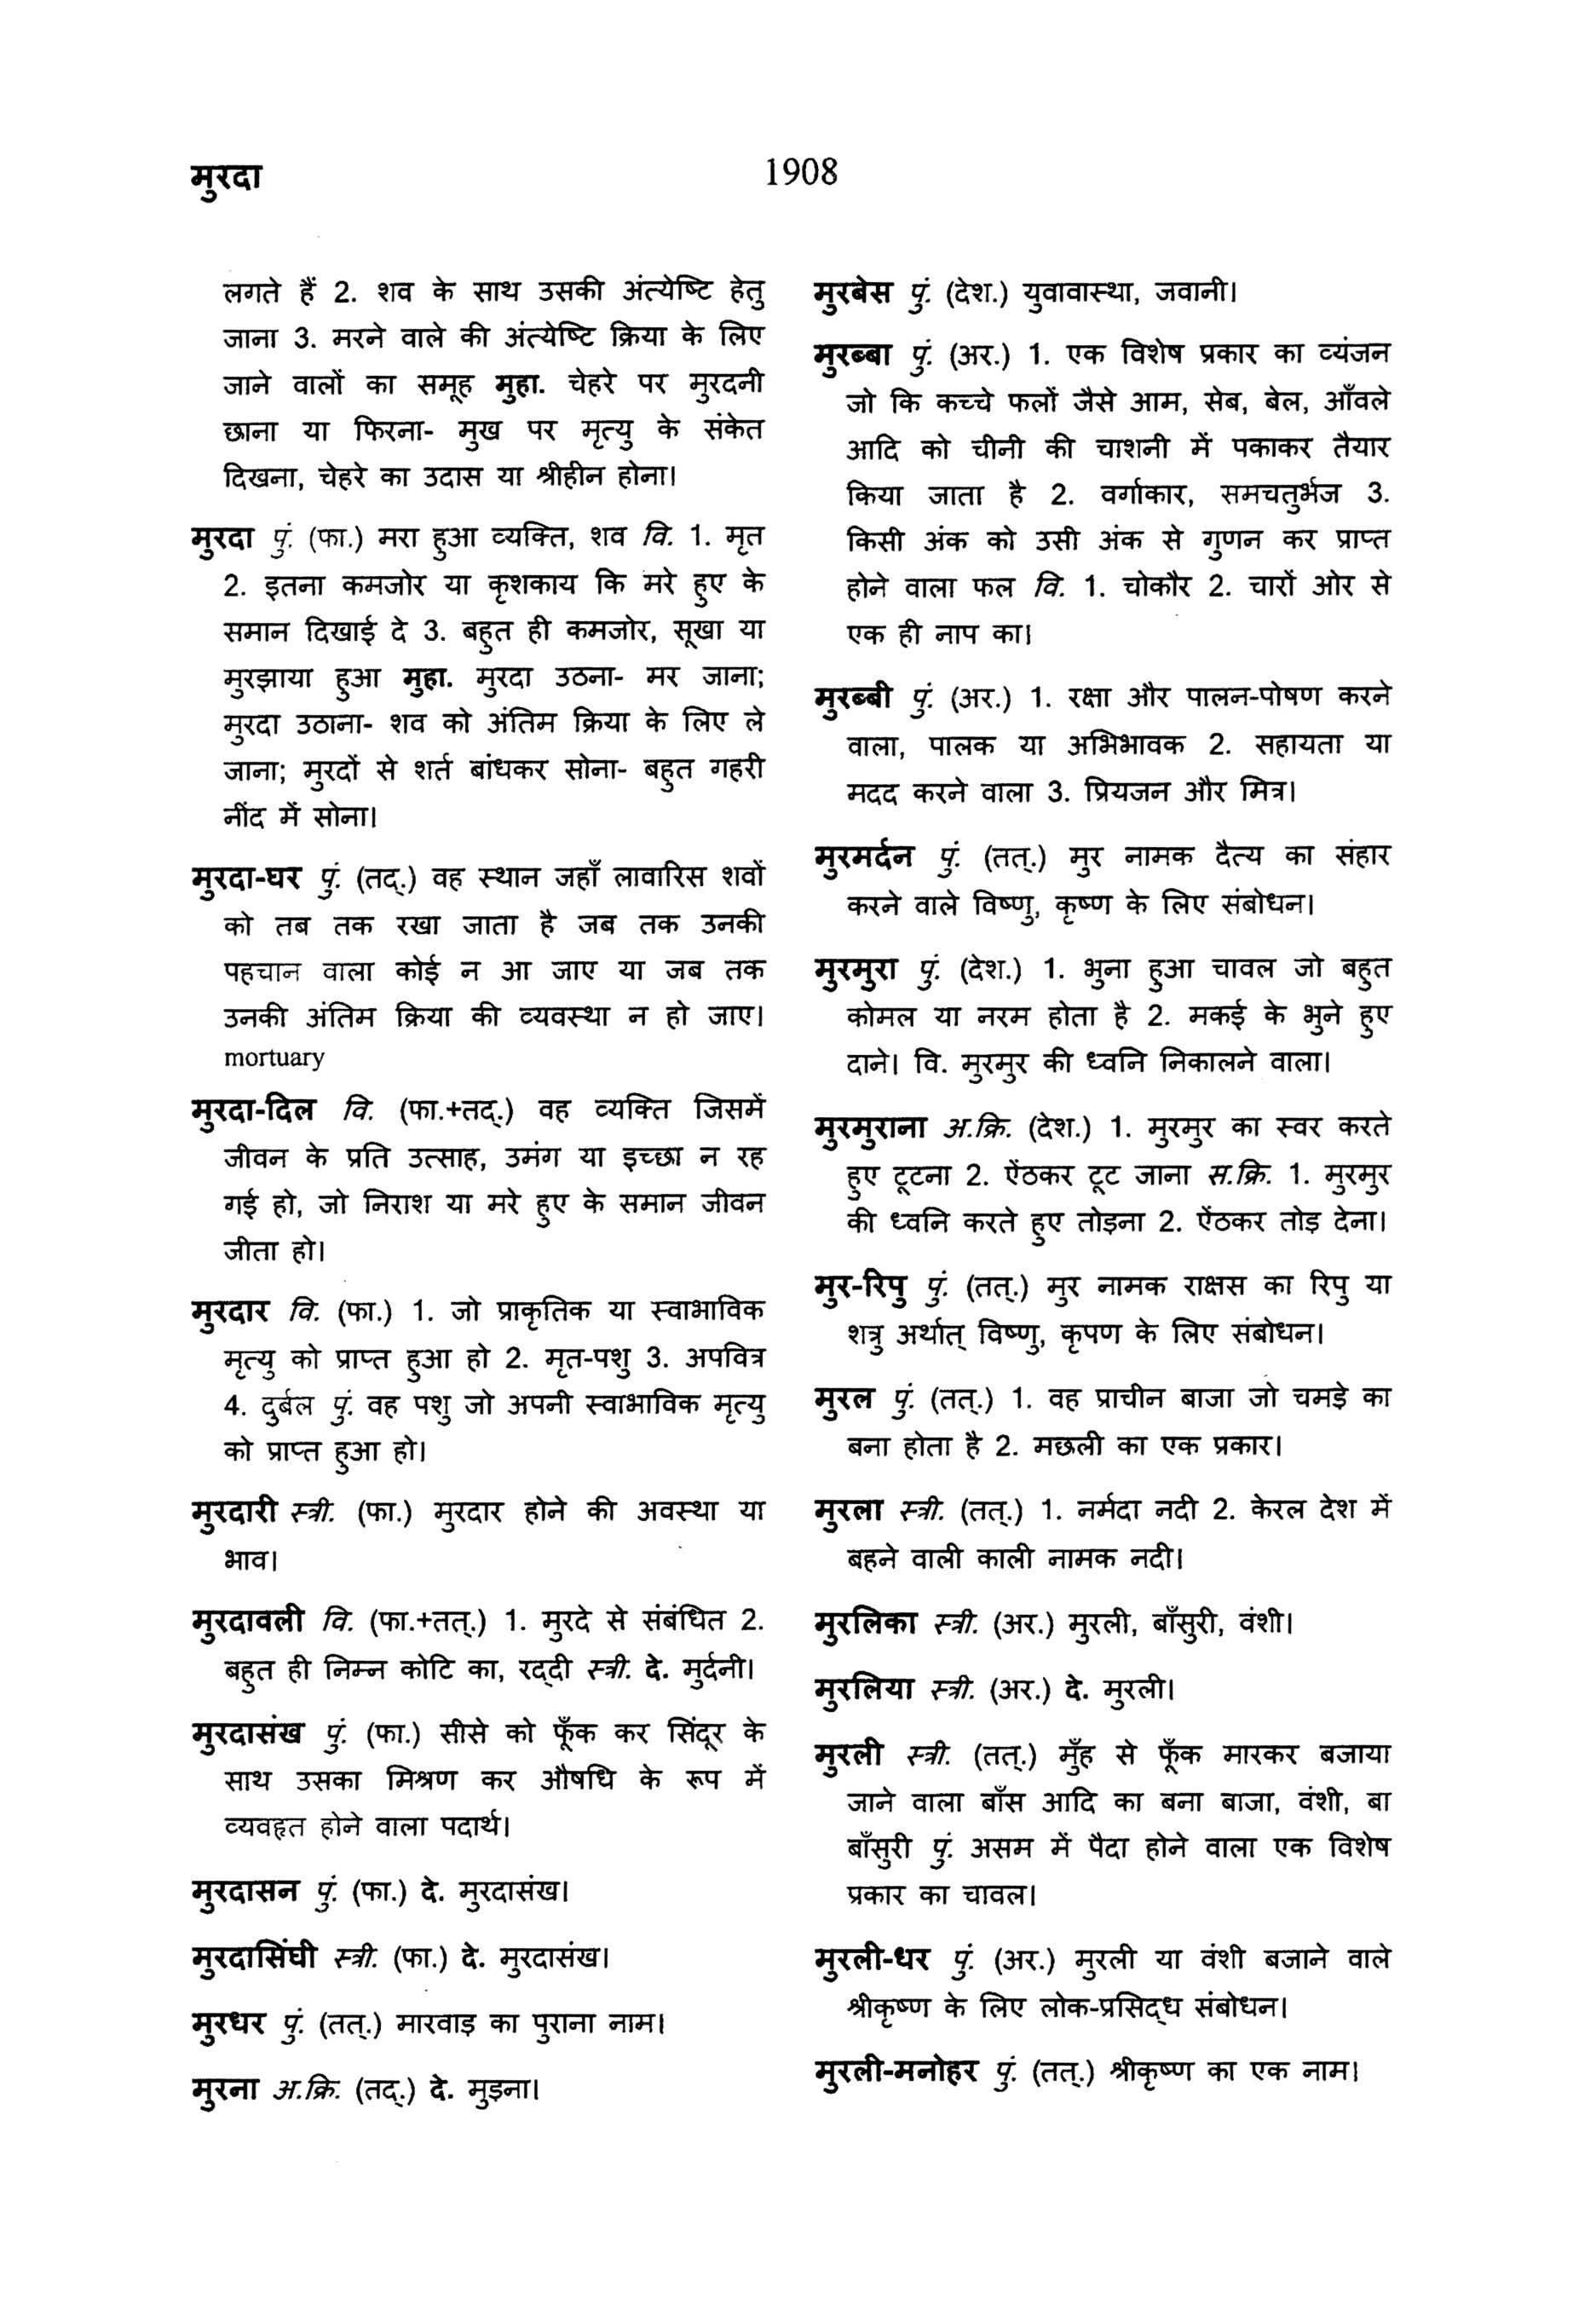 मुरदा
1908
लगते हैं 2. शव के साथ उसकी अंत्येष्टि हेतु
जाना 3. मरने वाले की अंत्येष्टि क्रिया के लिए
जाने वालों का समूह मुहा. चेहरे पर मुरदनी
छाना या फिरना- मुख पर मृत्यु के संकेत
दिखना, चेहरे का उदास या श्रीहीन होना।
मुरदा पुं. (फा.) मरा हुआ व्यक्ति, शव वि. 1. मृत
2. इतना कमजोर या कृशकाय कि मरे हुए के
समान दिखाई दे 3. बहुत ही कमजोर, सूखा या
मुरझाया हुआ मुहा. मुरदा उठना- मर जाना;
मुरदा उठाना- शव को अंतिम क्रिया के लिए ले
जाना; मुरदों से शर्त बांधकर सोना- बहुत गहरी
नींद में सोना।
मुरदा-घर पुं. (तद्.) वह स्थान जहाँ लावारिस शवों
को तब तक रखा जाता है जब तक उनकी
पहचान वाला कोई न आ जाए या जब तक
उनकी अंतिम क्रिया की व्यवस्था न हो जाए।
mortuary
मुरदा-दिल वि. (फा.+तद्.) वह व्यक्ति जिसमें
जीवन के प्रति उत्साह, उमंग या इच्छा न रह
गई हो, जो निराश या मरे हुए के समान जीवन
जीता हो।
मुरदार वि. (फा.) 1. जो प्राकृतिक या स्वाभाविक
मृत्यु को प्राप्त हुआ हो 2. मृत-पशु 3. अपवित्र
4. दुर्बल पुं. वह पशु जो अपनी स्वाभाविक मृत्यु
को प्राप्त हुआ हो।
मुरदारी स्त्री. (फा.) मुरदार होने की अवस्था या
भाव।
मुरदावली वि. (फा.+तत्.) 1. मुरदे से संबंधित 2.
बहुत ही निम्न कोटि का, रद्‌दी स्त्री. दे. मुर्दनी।
मुरदासंख पुं. (फा.) सीसे को फूँक कर सिंदूर के
साथ उसका मिश्रण कर औषधि के रूप में
व्यवहृत होने वाला पदार्थ।
मुरदासन पुं. (फा.) दे. मुरदासंख।
मुरदासिंघी स्त्री. (फा.) दे. मुरदासंख।
मुरधर पुं. (तत्.) मारवाड़ का पुराना नाम।
मुरना अ.क्रि. (तद्.) दे. मुड़ना।
मुरबेस पुं. (देश.) युवावास्था, जवानी।
मुरब्बा पुं. (अर.) 1. एक विशेष प्रकार का व्यंजन
जो कि कच्चे फलों जैसे आम, सेब, बेल, आँवले
आदि को चीनी की चाशनी में पकाकर तैयार
किया जाता है 2. वर्गाकार, समचतुर्भज 3.
किसी अंक को उसी अंक से गुणन कर प्राप्त
होने वाला फल वि. 1. चोकौर 2. चारों ओर से
एक ही नाप का।
मुरब्बी पुं. (अर.) 1. रक्षा और पालन-पोषण करने
वाला, पालक या अभिभावक 2. सहायता या
मदद करने वाला 3. प्रियजन और मित्र।
मुरमर्दन पुं. (तत्.) मुर नामक दैत्य का संहार
करने वाले विष्णु, कृष्ण के लिए संबोधन।
मुरमुरा पुं. (देश.) 1. भुना हुआ चावल जो बहुत
कोमल या नरम होता है 2. मकई के भुने हुए
दाने। वि. मुरमुर की ध्वनि निकालने वाला।
मुरमुराना अ.क्रि. (देश.) 1. मुरमुर का स्वर करते
हुए टूटना 2. ऐंठकर टूट जाना स.क्रि. 1. मुरमुर
की ध्वनि करते हुए तोड़ना 2. ऐंठकर तोड़ देना।
मुर-रिपु पुं. (तत्.) मुर नामक राक्षस का रिपु या
शत्रु अर्थात् विष्णु, कृपण के लिए संबोधन।
मुरल पुं. (तत्.) 1. वह प्राचीन बाजा जो चमड़े का
बना होता है 2. मछली का एक प्रकार।
मुरला स्त्री. (तत्.) 1. नर्मदा नदी 2. केरल देश में
बहने वाली काली नामक नदी।
मुरलिका स्त्री. (अर.) मुरली, बाँसुरी, वंशी।
मुरलिया स्त्री. (अर.) दे. मुरली।
मुरली स्त्री. (तत्.) मुँह से फूँक मारकर बजाया
जाने वाला बाँस आदि का बना बाजा, वंशी, बा
बाँसुरी पुं. असम में पैदा होने वाला एक विशेष
प्रकार का चावल।
मुरली-धर पुं. (अर.) मुरली या वंशी बजाने वाले
श्रीकृष्ण के लिए लोक-प्रसिद्‌ध संबोधन।
मुरली-मनोहर पुं. (तत्.) श्रीकृष्ण का एक नाम।